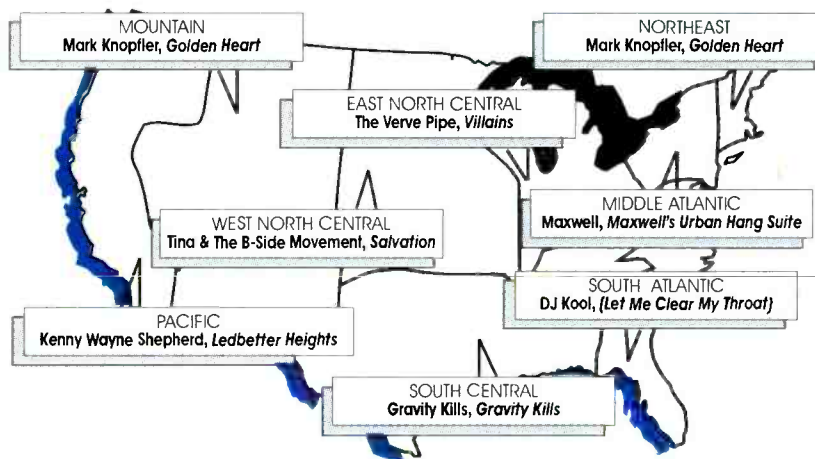 MOUNTAIN
Mark Knopfler, Golden Heart
NORTHEAST
Mark Knopfler, Golden Heart
EAST NORTH CENTRAL
The Verve Pipe, Villains
WEST NORTH CENTRAL
Tina & The B-Side Movement, Salvation
MIDDLE ATLANTIC
Maxwell, Maxwell's Urban Hang Suite
SOUTH ATLANTIC
DJ Kool, (Let Me Clear My Throat)
PACIFIC
Kenny Wayne Shepherd, Ledbetter Heights
SOUTH CENTRAL
Gravity Kills, Gravity Kills